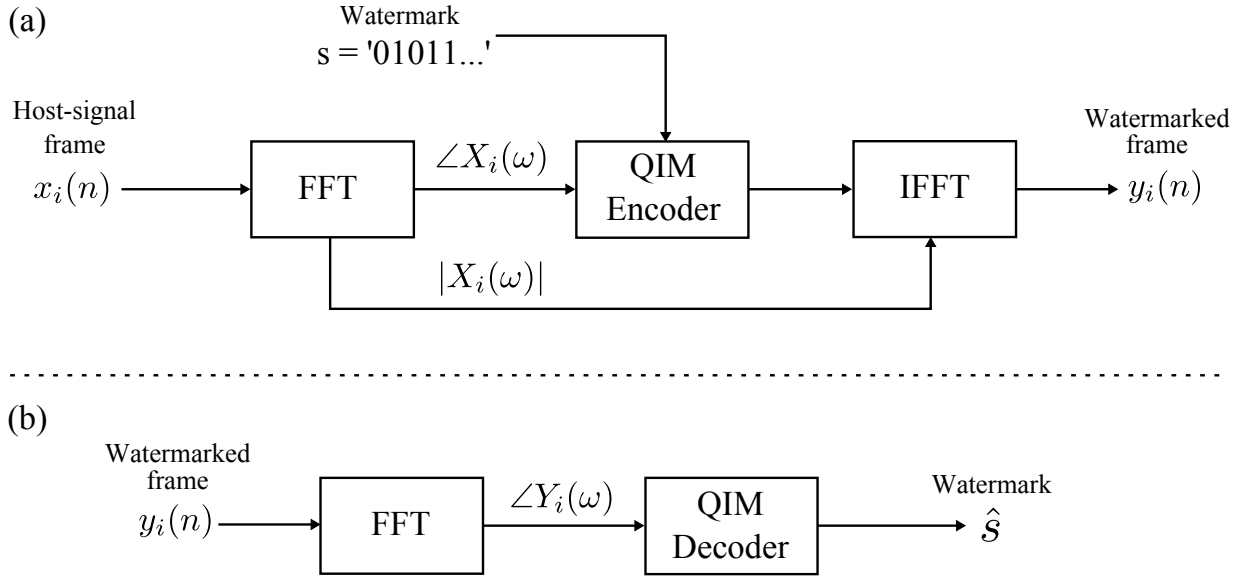 (a)
Watermark
s = '01011...'
Host-signal
frame
x_i(n)
FFT
∠X_i(ω)
QIM
Encoder
IFFT
Watermarked
frame
y_i(n)
|X_i(ω)|
(b)
Watermarked
frame
y_i(n)
FFT
∠Y_i(ω)
QIM
Decoder
Watermark
ŝ